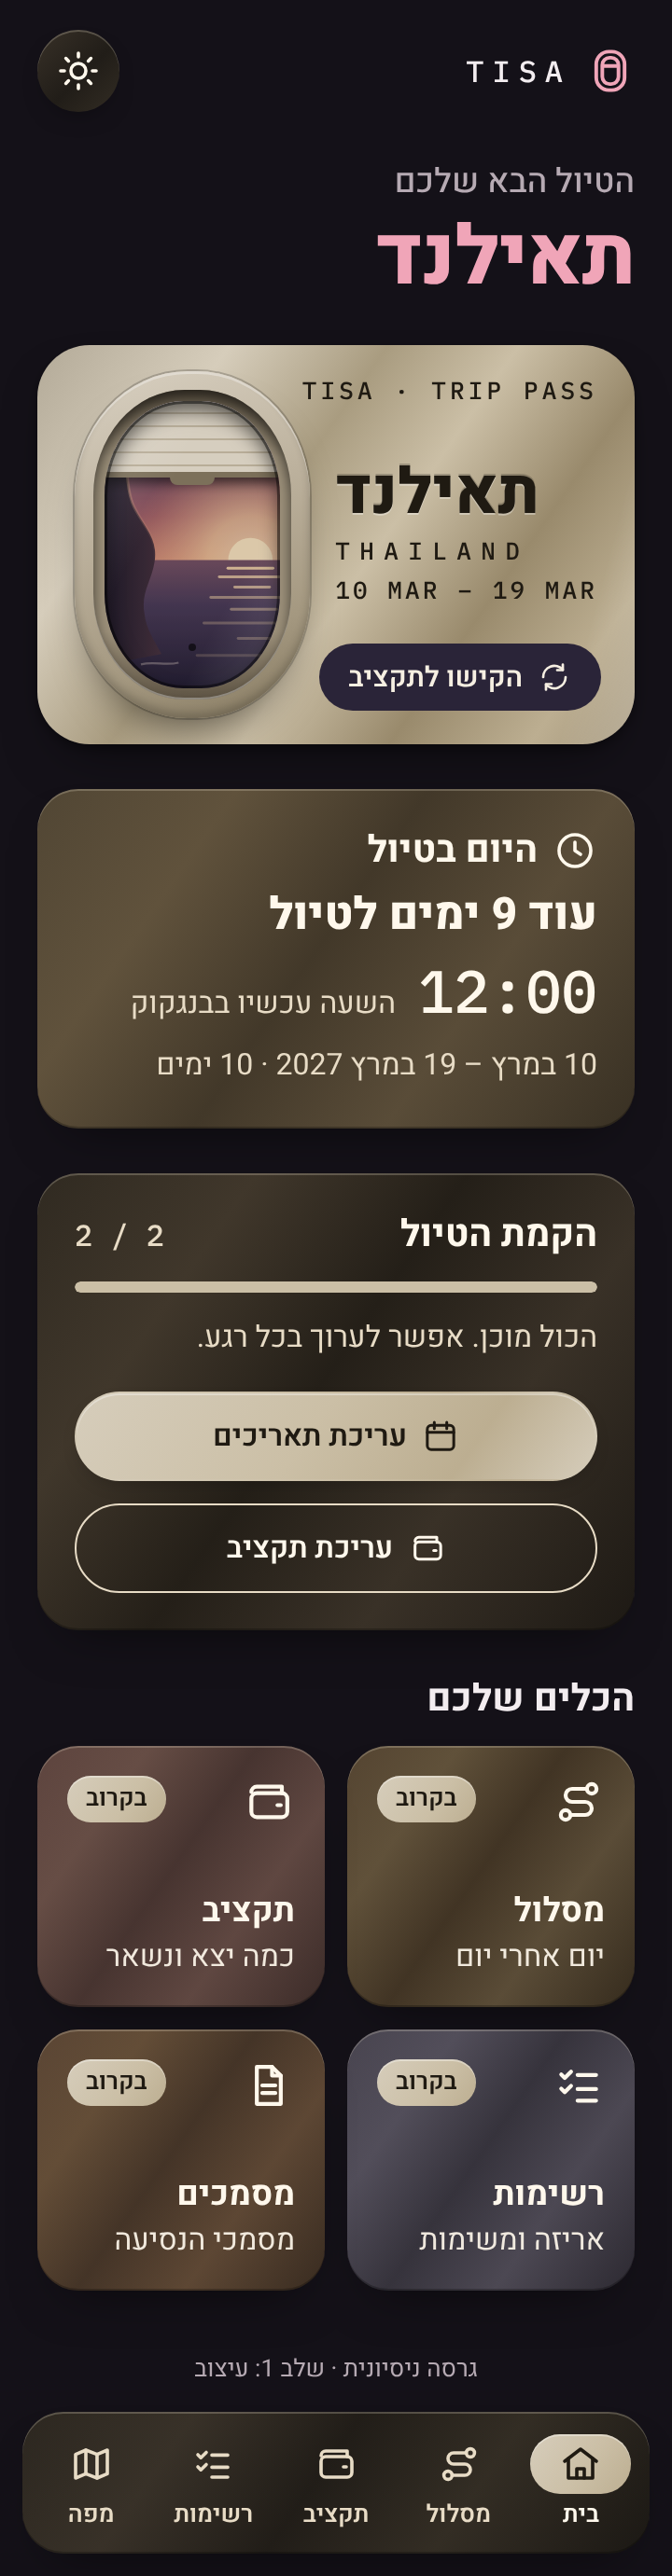 TISA
הטיול הבא שלכם
תאילנד
TISA · TRIP PASS
תאילנד
THAILAND
10 MAR – 19 MAR
הקישו לתקציב
היום בטיול
עוד 9 ימים לטיול
12:00 השעה עכשיו בבנגקוק
10 במרץ – 19 במרץ 2027 · 10 ימים
הקמת הטיול
2 / 2
הכול מוכן. אפשר לערוך בכל רגע.
עריכת תאריכים
עריכת תקציב
הכלים שלכם
בקרוב
מסלול
יום אחרי יום
בקרוב
תקציב
כמה יצא ונשאר
בקרוב
רשימות
אריזה ומשימות
בקרוב
מסמכים
מסמכי הנסיעה
גרסה ניסיונית · שלב 1: עיצוב
בית
מסלול
תקציב
רשימות
מפה